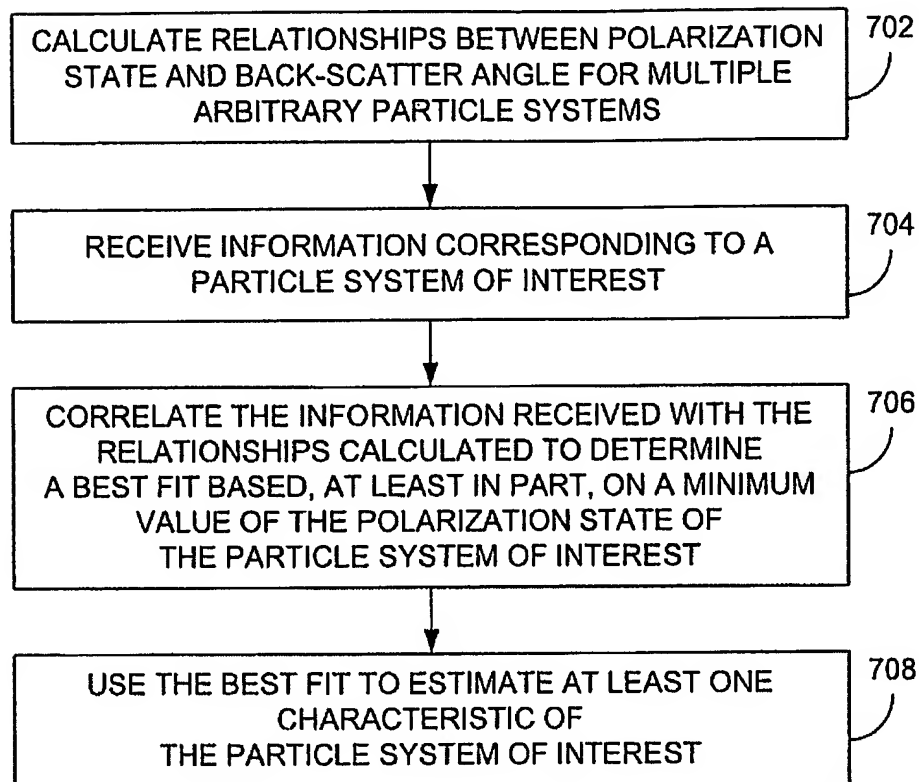 CALCULATE RELATIONSHIPS BETWEEN POLARIZATION
STATE AND BACK-SCATTER ANGLE FOR MULTIPLE
ARBITRARY PARTICLE SYSTEMS
702
RECEIVE INFORMATION CORRESPONDING TO A
PARTICLE SYSTEM OF INTEREST
704
CORRELATE THE INFORMATION RECEIVED WITH THE
RELATIONSHIPS CALCULATED TO DETERMINE
A BEST FIT BASED, AT LEAST IN PART, ON A MINIMUM
VALUE OF THE POLARIZATION STATE OF
THE PARTICLE SYSTEM OF INTEREST
706
USE THE BEST FIT TO ESTIMATE AT LEAST ONE
CHARACTERISTIC OF
THE PARTICLE SYSTEM OF INTEREST
708